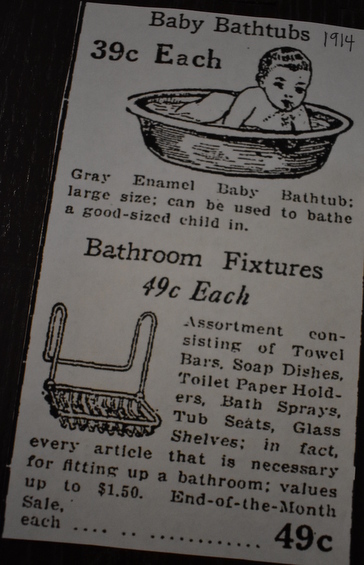 Baby Bathtubs 1914
39c Each
Gray Enamel Baby Bathtub;
large size; can be used to bathe
a good-sized child in.
Bathroom Fixtures
49c Each
Assortment con-
sisting of Towel
Bars, Soap Dishes,
Toilet Paper Hold-
ers, Bath Sprays,
Tub Seats, Glass
Shelves; in fact,
every article that is necessary
for fitting up a bathroom; values
up to $1.50. End-of-the-Month
Sale,
each .... .. ............ 49c